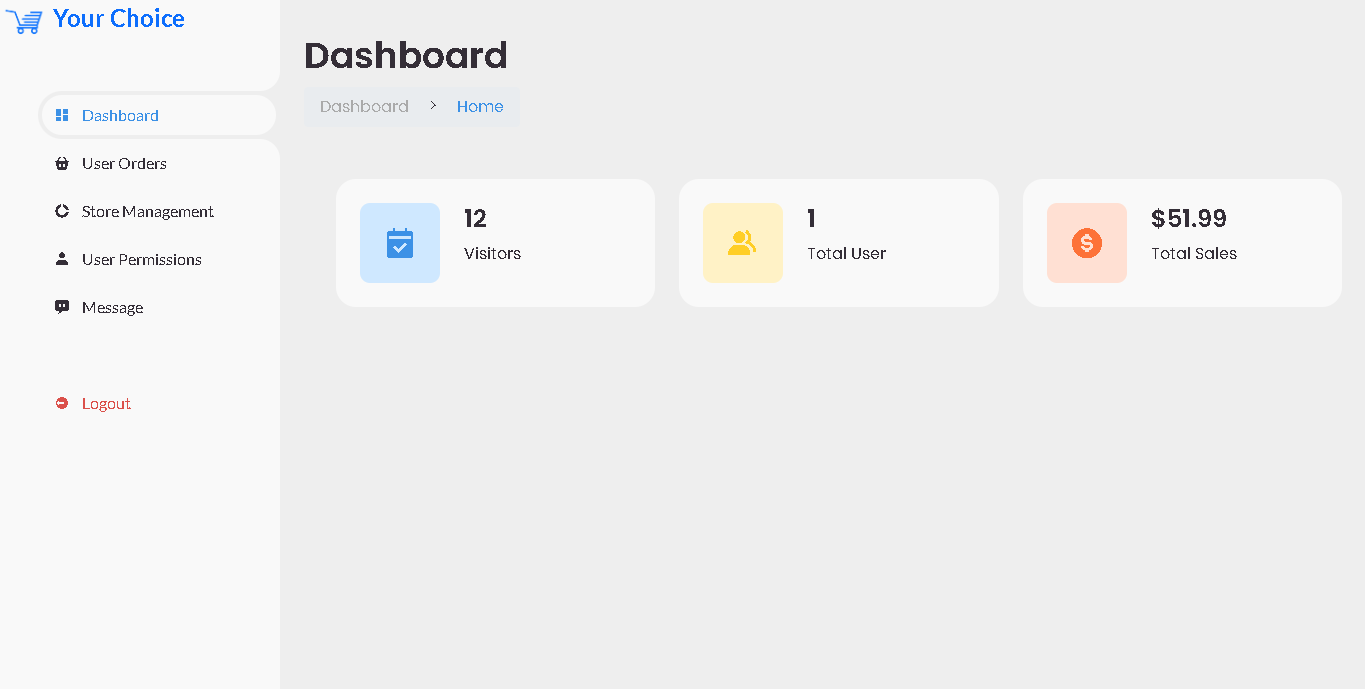 Your Choice
Dashboard
User Orders
Store Management
User Permissions
Message
Logout
Dashboard
Dashboard > Home
12
Visitors
1
Total User
$51.99
Total Sales